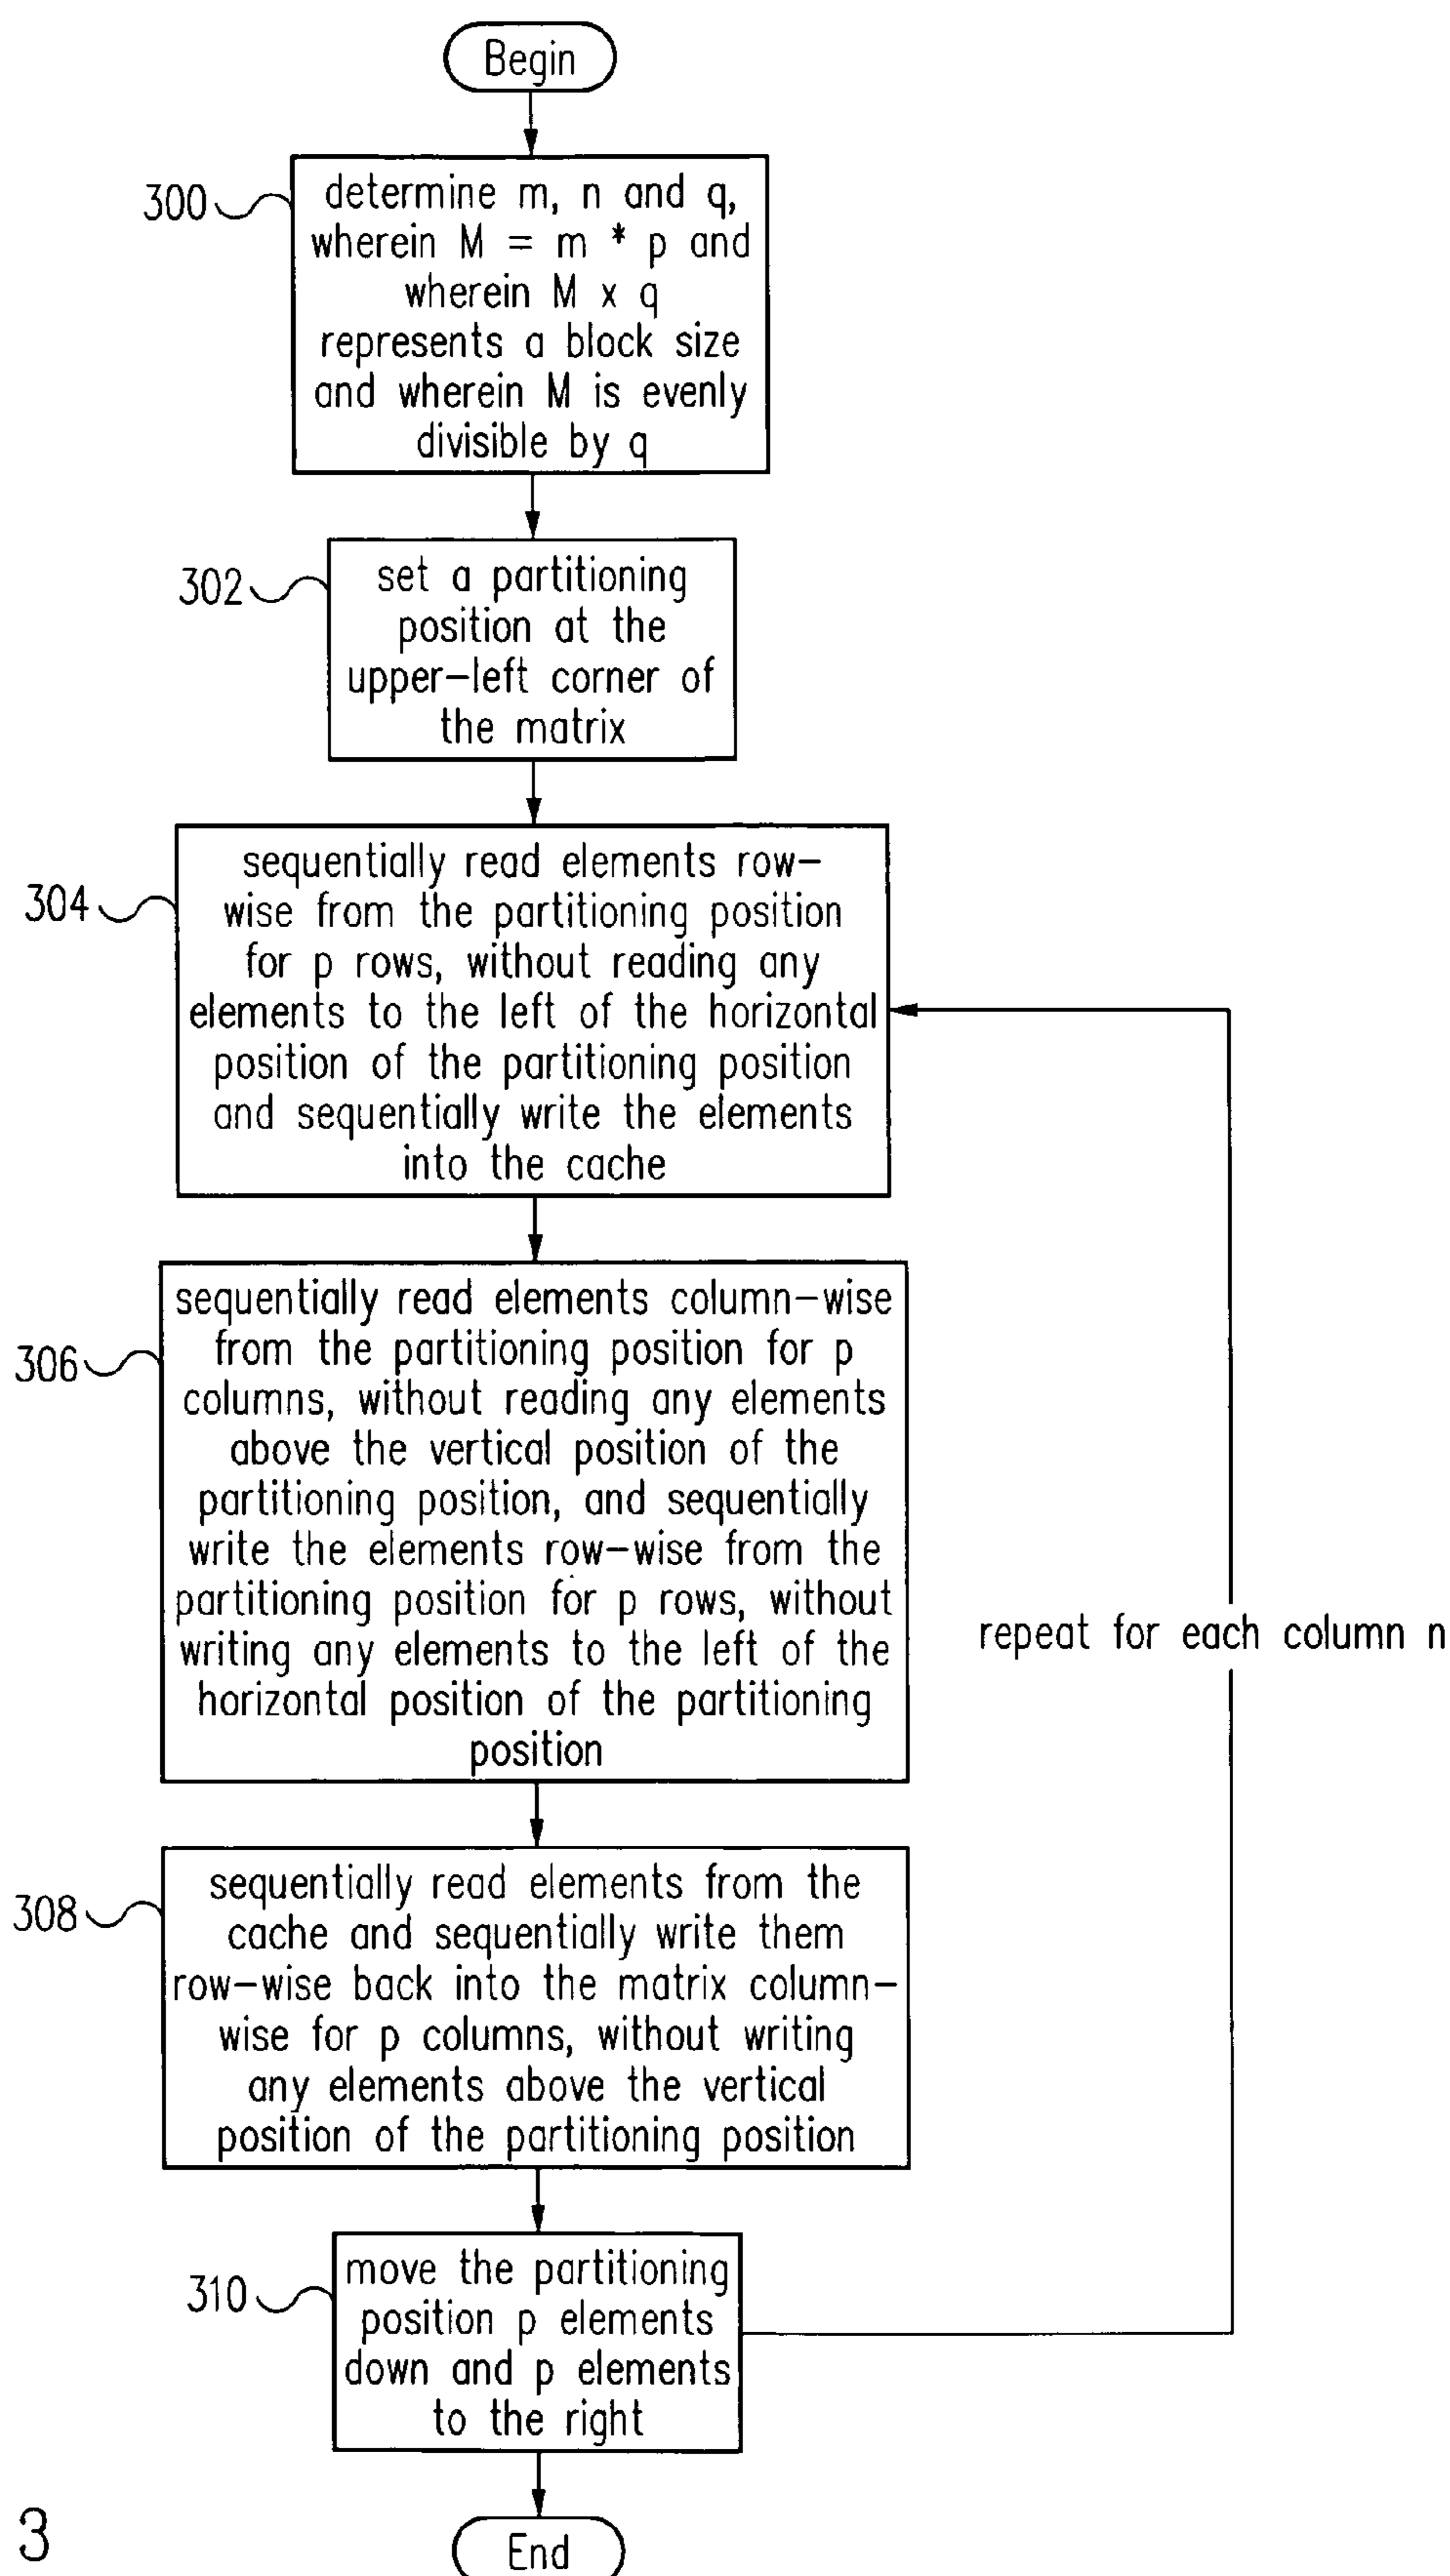 Begin
300
determine m, n and q,
wherein M = m * p and
wherein M x q
represents a block size
and wherein M is evenly
divisible by q
302
set a partitioning
position at the
upper-left corner of
the matrix
304
sequentially read elements row-
wise from the partitioning position
for p rows, without reading any
elements to the left of the horizontal
position of the partitioning position
and sequentially write the elements
into the cache
306
sequentially read elements column-wise
from the partitioning position for p
columns, without reading any elements
above the vertical position of the
partitioning position, and sequentially
write the elements row-wise from the
partitioning position for p rows, without
writing any elements to the left of the
horizontal position of the partitioning
position
repeat for each column n
308
sequentially read elements from the
cache and sequentially write them
row-wise back into the matrix column-
wise for p columns, without writing
any elements above the vertical
position of the partitioning position
310
move the partitioning
position p elements
down and p elements
to the right
3
End